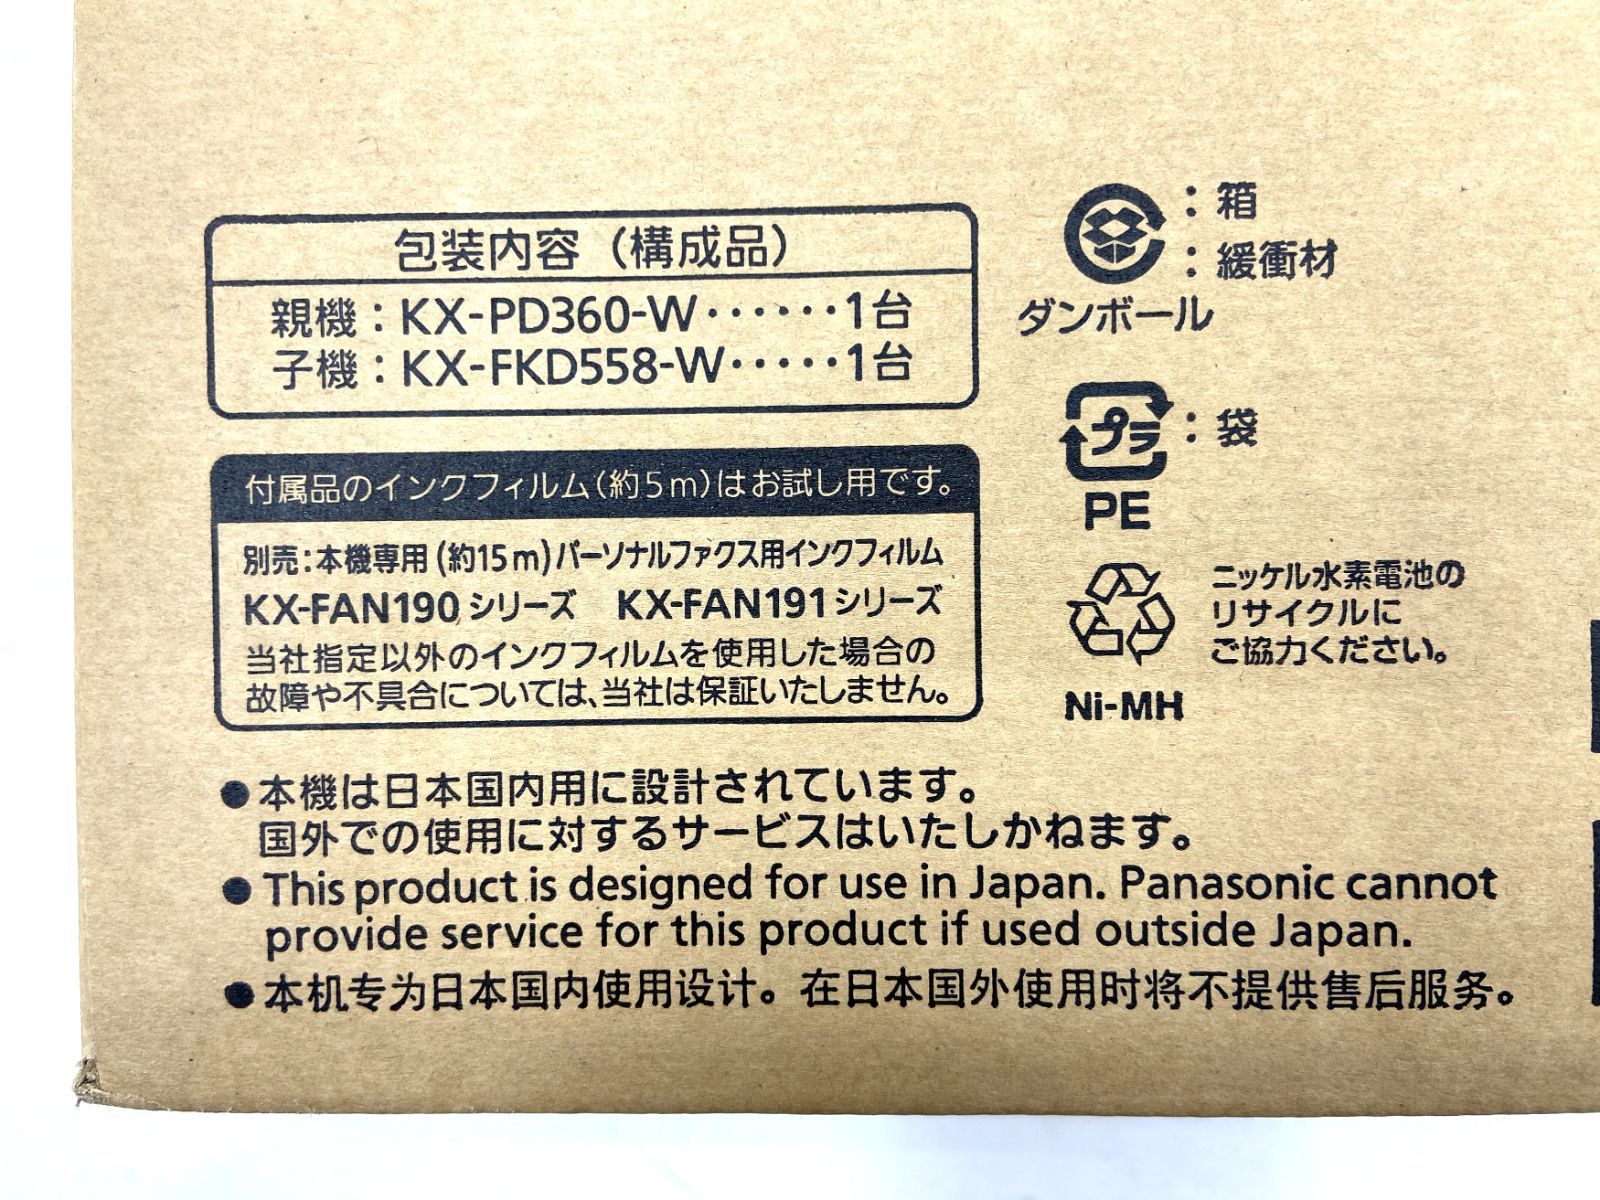 包装内容（構成品）
親機：KX-PD360-W・・・・・・1台
子機：KX-FKD558-W・・・・・1台
付属品のインクフィルム（約5m）はお試し用です。
別売：本機専用（約15m）パーソナルファクス用インクフィルム
KX-FAN190シリーズ KX-FAN191シリーズ
当社指定以外のインクフィルムを使用した場合の
故障や不具合については、当社は保証いたしません。
：箱
：緩衝材
ダンボール
プラ：袋
PE
ニッケル水素電池の
リサイクルに
ご協力ください。
Ni-MH
●本機は日本国内用に設計されています。
国外での使用に対するサービスはいたしかねます。
●This product is designed for use in Japan. Panasonic cannot
provide service for this product if used outside Japan.
●本机专为日本国内使用设计。在日本国外使用时将不提供售后服务。